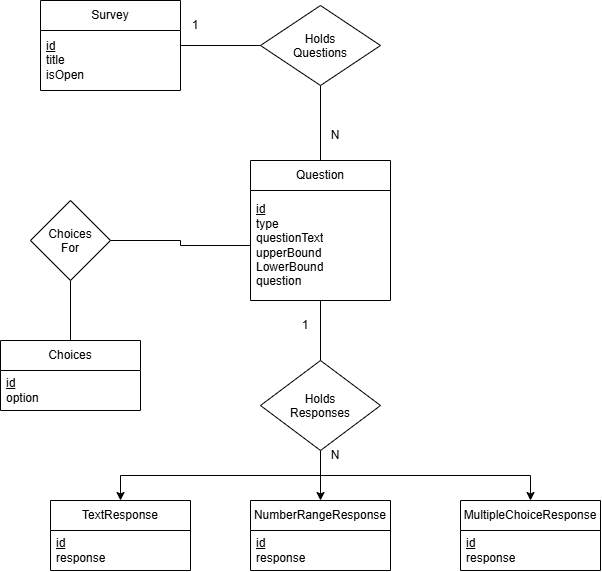 Survey
id
title
isOpen
1
Holds
Questions
N
Question
id
type
questionText
upperBound
LowerBound
question
Choices
For
Choices
id
option
1
Holds
Responses
N
TextResponse
id
response
NumberRangeResponse
id
response
MultipleChoiceResponse
id
response